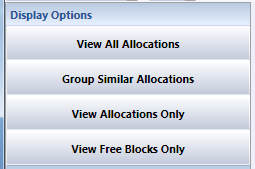 Display Options
View All Allocations
Group Similar Allocations
View Allocations Only
View Free Blocks Only